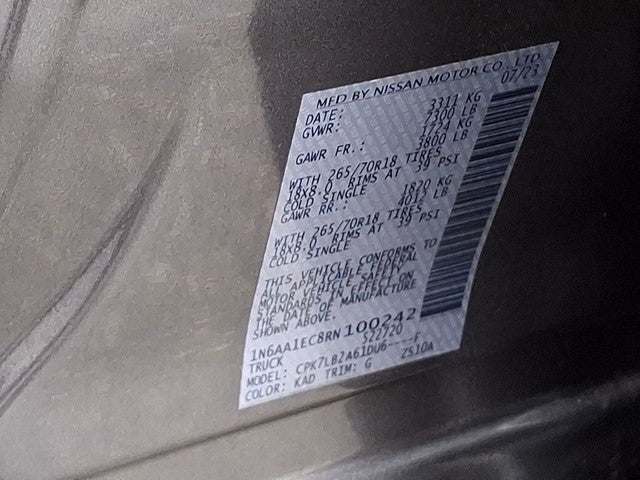 MFD BY NISSAN MOTOR CO. LTD
DATE: 07/23
GVWR: 3311 KG
7300 LB
GAWR FR.: 1724 KG
3800 LB
WITH 265/70R18 TIRES
18X8.0 RIMS AT 39 PSI
COLD SINGLE
GAWR RR.: 1820 KG
4012 LB
WITH 265/70R18 TIRES
18X8.0 RIMS AT 39 PSI
COLD SINGLE
THIS VEHICLE CONFORMS TO
ALL APPLICABLE FEDERAL
MOTOR VEHICLE SAFETY
STANDARDS IN EFFECT ON
THE DATE OF MANUFACTURE
SHOWN ABOVE.
1N6AA1EC8RN100242
TRUCK 522720
MODEL: CPK7LB2A61DU6----F
COLOR: KAD TRIM: G